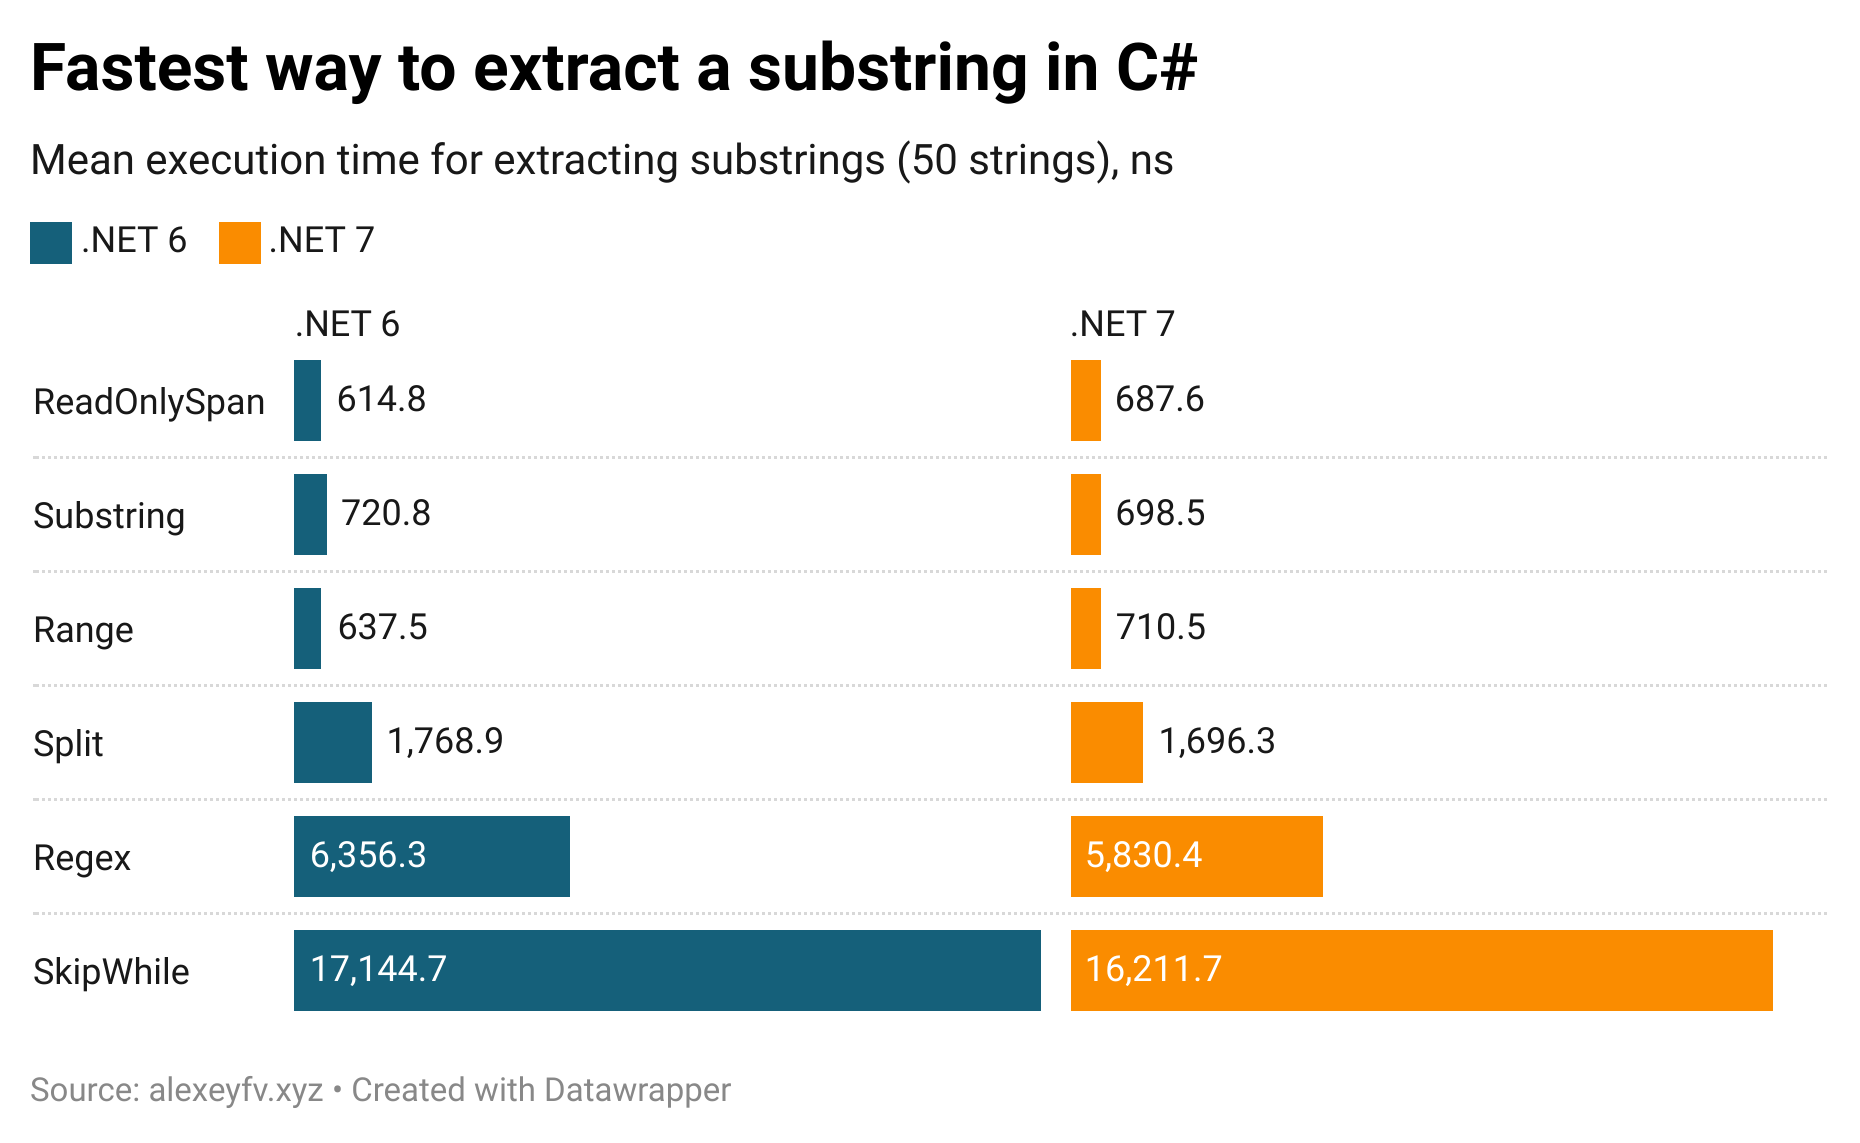 Fastest way to extract a substring in C#
Mean execution time for extracting substrings (50 strings), ns
.NET 6 .NET 7
.NET 6 .NET 7
ReadOnlySpan 614.8 687.6
Substring 720.8 698.5
Range 637.5 710.5
Split 1,768.9 1,696.3
Regex 6,356.3 5,830.4
SkipWhile 17,144.7 16,211.7
Source: alexeyfv.xyz • Created with Datawrapper